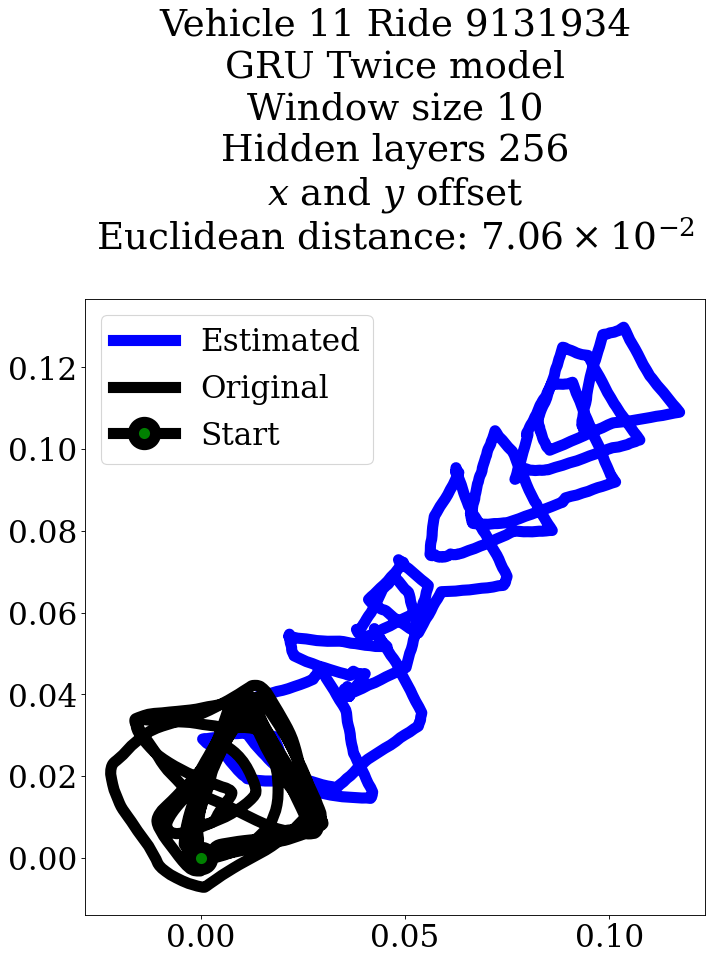 Vehicle 11 Ride 9131934
GRU Twice model
Window size 10
Hidden layers 256
x and y offset
Euclidean distance: 7.06 × 10⁻²
Estimated
Original
Start
0.12
0.10
0.08
0.06
0.04
0.02
0.00
0.00 0.05 0.10